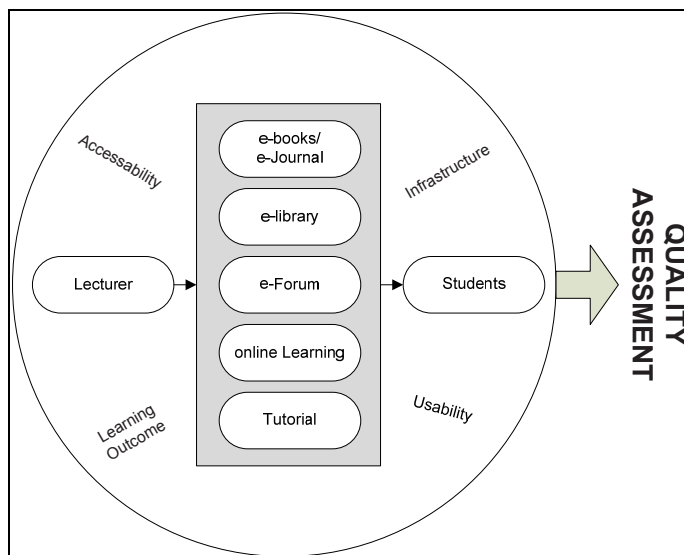 Accessability
Infrastructure
e-books/
e-Journal
e-library
Lecturer
e-Forum
Students
online Learning
Tutorial
Learning
Outcome
Usability
QUALITY
ASSESSMENT